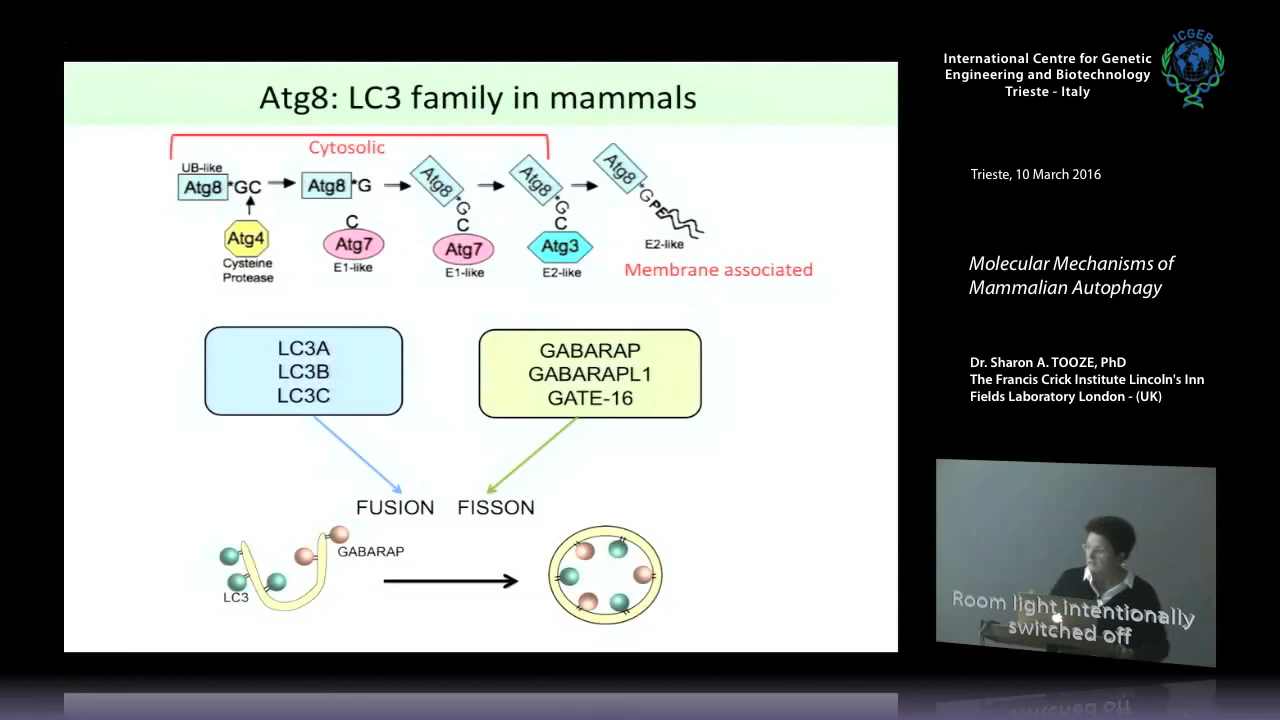 Atg8: LC3 family in mammals
Cytosolic
UB-like
Atg8 *GC
Atg8 *G
Atg8 *G
Atg8 *G
Atg8 *G PE
C
C
C
Atg4
Atg7
Atg7
Atg3
E2-like
Cysteine
Protease
E1-like
E1-like
E2-like
Membrane associated
LC3A
LC3B
LC3C
GABARAP
GABARAPL1
GATE-16
FUSION
FISSON
GABARAP
LC3
International Centre for Genetic
Engineering and Biotechnology
Trieste - Italy
ICGEB
Trieste, 10 March 2016
Molecular Mechanisms of
Mammalian Autophagy
Dr. Sharon A. TOOZE, PhD
The Francis Crick Institute Lincoln's Inn
Fields Laboratory London - (UK)
Room light intentionally
switched off